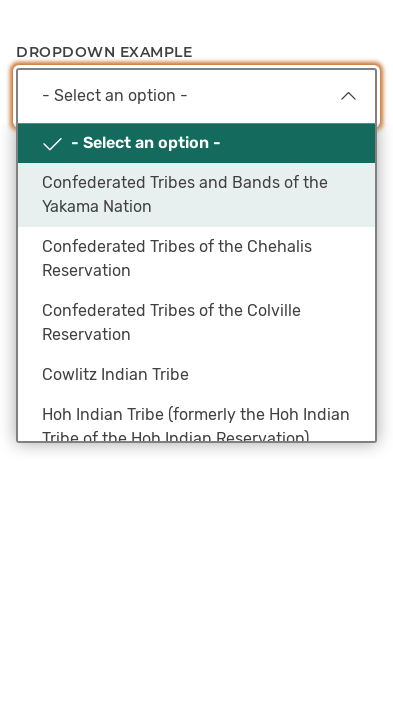 DROPDOWN EXAMPLE
- Select an option -
- Select an option -
Confederated Tribes and Bands of the
Yakama Nation
Confederated Tribes of the Chehalis
Reservation
Confederated Tribes of the Colville
Reservation
Cowlitz Indian Tribe
Hoh Indian Tribe (formerly the Hoh Indian
Tribe of the Hoh Indian Reservation)